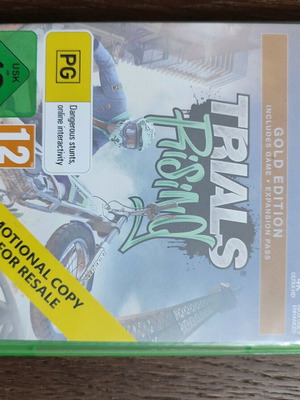 GOLD EDITION
INCLUDES GAME • EXPANSION PASS
TRIALS
RISING
PG
Dangerous stunts,
online interactivity
USK
12
MOTIONAL COPY
FOR RESALE